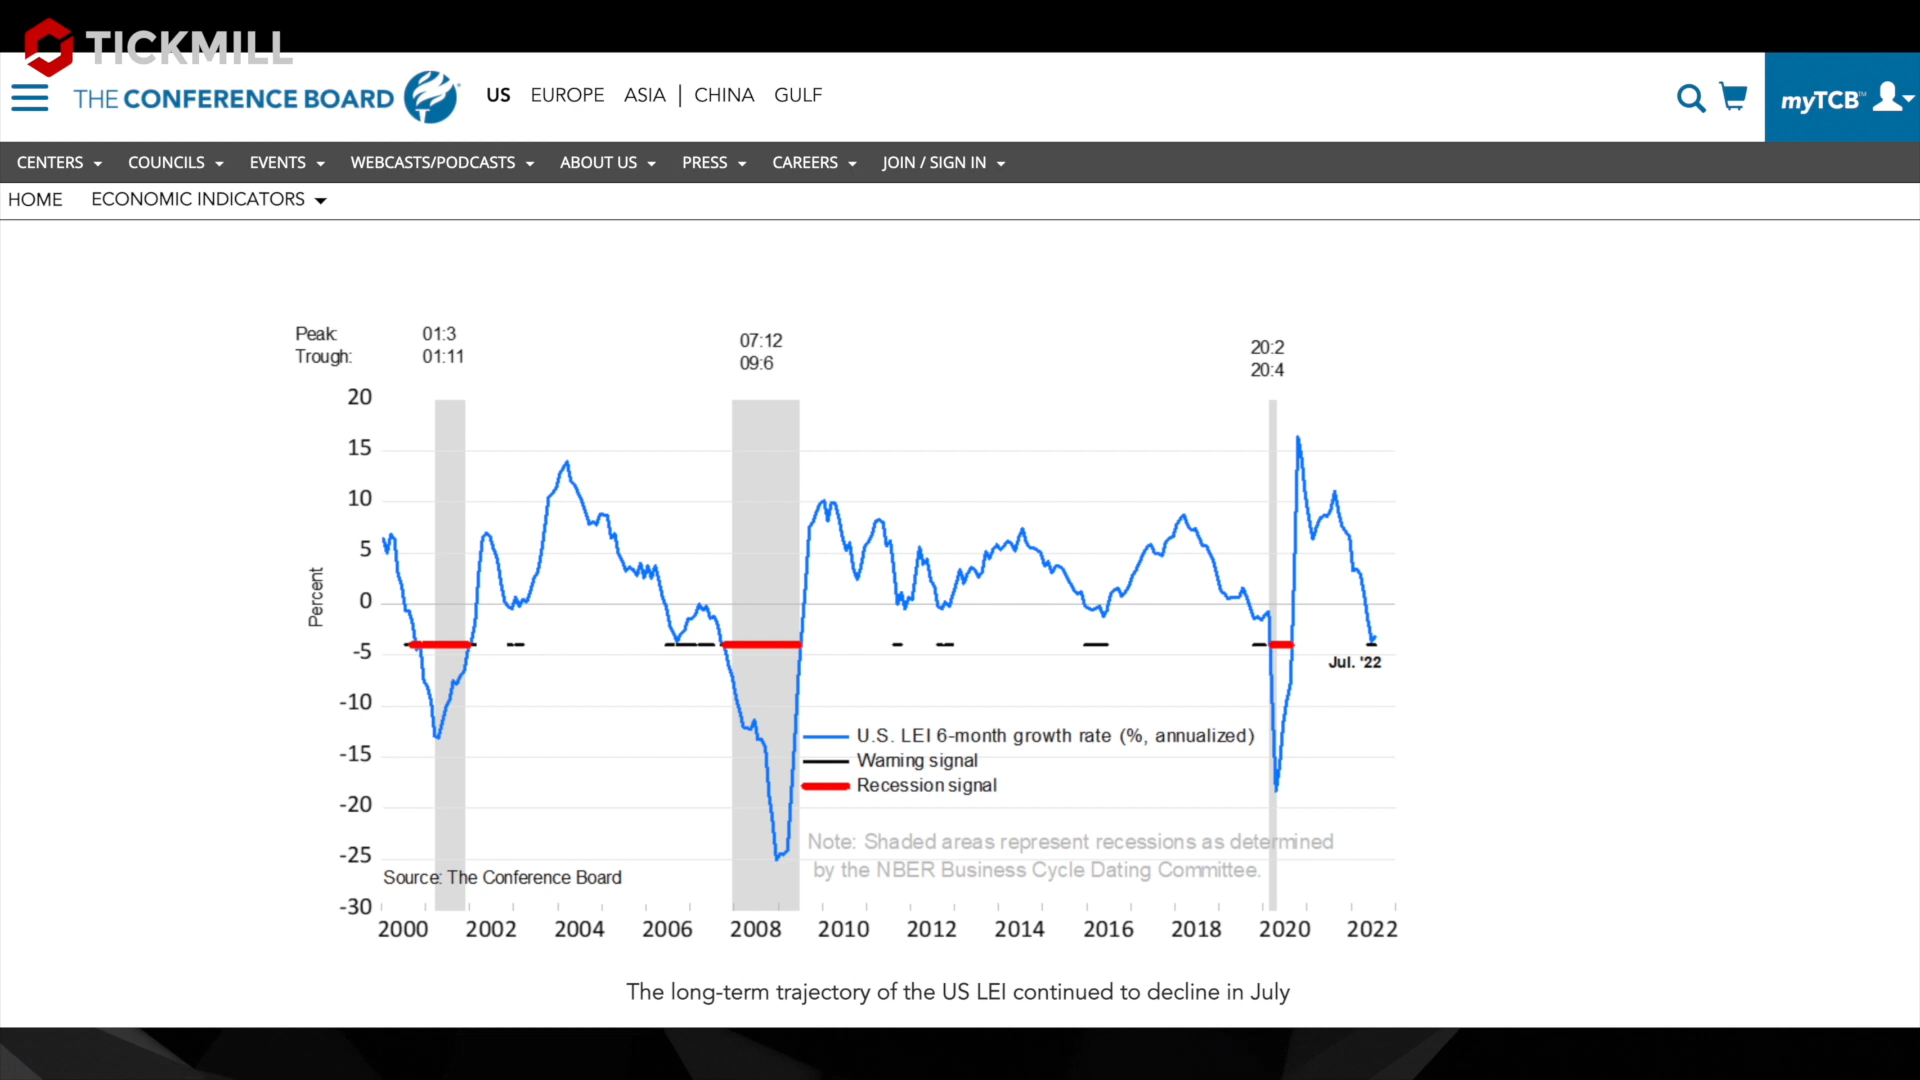 TICKMILL
THE CONFERENCE BOARD
US EUROPE ASIA | CHINA GULF
myTCB™
CENTERS COUNCILS EVENTS WEBCASTS/PODCASTS ABOUT US PRESS CAREERS JOIN / SIGN IN
HOME ECONOMIC INDICATORS
Peak: 01:3 07:12 20:2
Trough: 01:11 09:6 20:4
20
15
10
5
0
-5
-10
-15
-20
-25
-30
Percent
Jul. '22
U.S. LEI 6-month growth rate (%, annualized)
Warning signal
Recession signal
Note: Shaded areas represent recessions as determined
by the NBER Business Cycle Dating Committee.
Source: The Conference Board
2000 2002 2004 2006 2008 2010 2012 2014 2016 2018 2020 2022
The long-term trajectory of the US LEI continued to decline in July